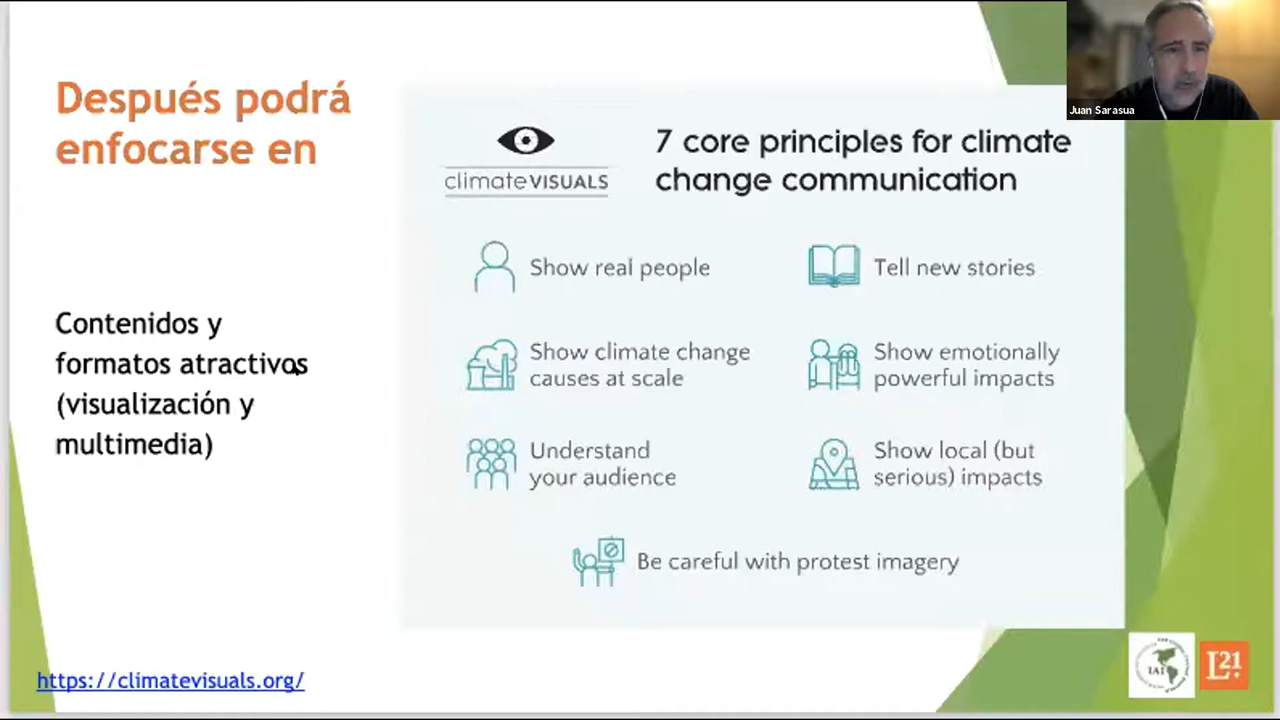 Después podrá
enfocarse en
Contenidos y
formatos atractivos
(visualización y
multimedia)
https://climatevisuals.org/
climateVISUALS
7 core principles for climate
change communication
Show real people
Tell new stories
Show climate change
causes at scale
Show emotionally
powerful impacts
Understand
your audience
Show local (but
serious) impacts
Be careful with protest imagery
Juan Sarasua
IAI
L21